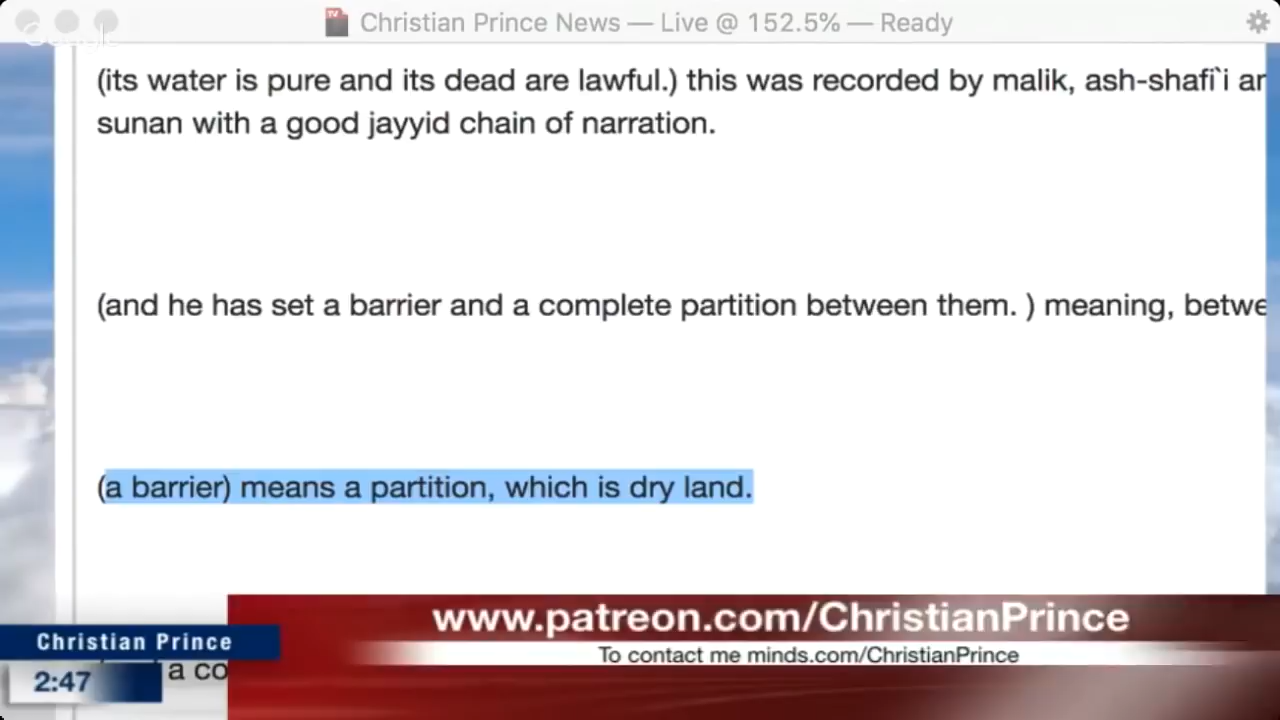 Christian Prince News — Live @ 152.5% — Ready
Google
(its water is pure and its dead are lawful.) this was recorded by malik, ash-shafi`i ar
sunan with a good jayyid chain of narration.
(and he has set a barrier and a complete partition between them. ) meaning, betwe
(a barrier) means a partition, which is dry land.
www.patreon.com/ChristianPrince
To contact me minds.com/ChristianPrince
Christian Prince
2:47
a co